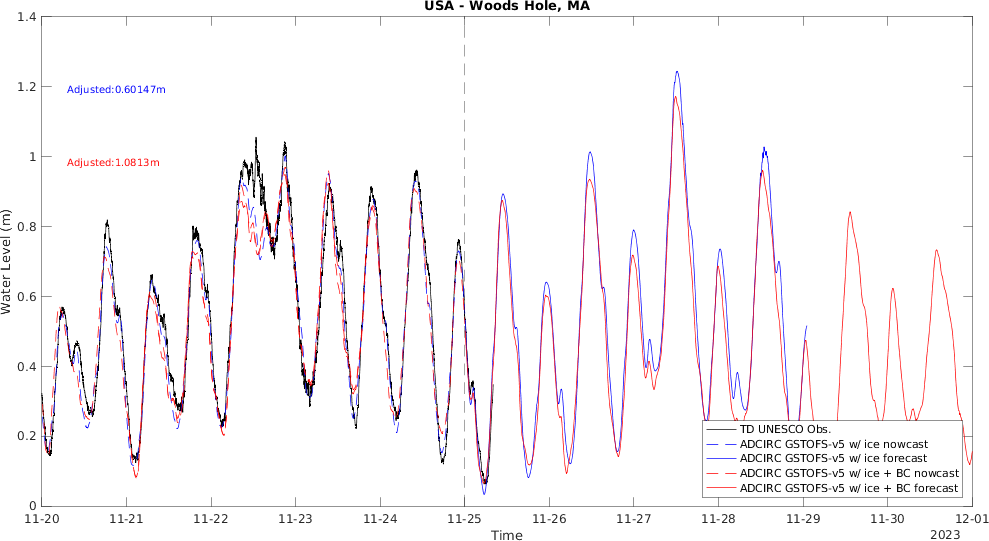 USA - Woods Hole, MA
1.4
1.2
1
0.8
0.6
0.4
0.2
0
Water Level (m)
Adjusted:0.60147m
Adjusted:1.0813m
TD UNESCO Obs.
ADCIRC GSTOFS-v5 w/ ice nowcast
ADCIRC GSTOFS-v5 w/ ice forecast
ADCIRC GSTOFS-v5 w/ ice + BC nowcast
ADCIRC GSTOFS-v5 w/ ice + BC forecast
11-20 11-21 11-22 11-23 11-24 11-25 11-26 11-27 11-28 11-29 11-30 12-01
Time
2023